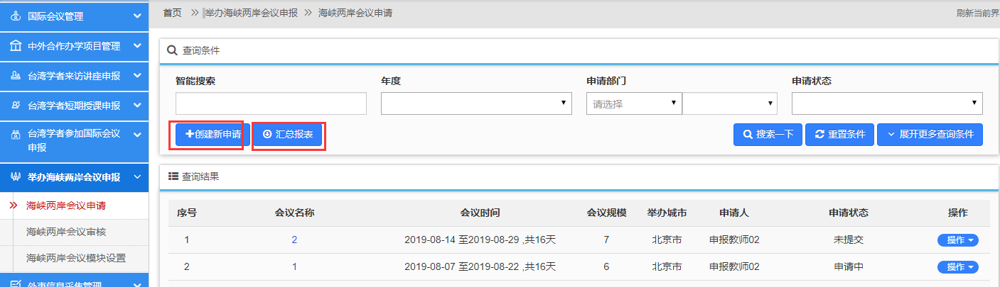 国际会议管理
中外合作办学项目管理
台湾学者来访讲座申报
台湾学者短期授课申报
台湾学者参加国际会议
申报
举办海峡两岸会议申报
海峡两岸会议申请
海峡两岸会议审核
海峡两岸会议模块设置
外事信息采集管理
首页 举办海峡两岸会议申报 海峡两岸会议申请 刷新当前界
查询条件
智能搜索 年度 申请部门 申请状态
请选择
创建新申请 汇总报表 搜索一下 重置条件 展开更多查询条件
查询结果
序号 会议名称 会议时间 会议规模 举办城市 申请人 申请状态 操作
1 2 2019-08-14 至2019-08-29 ,共16天 7 北京市 申报教师02 未提交 操作
2 1 2019-08-07 至2019-08-22 ,共16天 6 北京市 申报教师02 申请中 操作